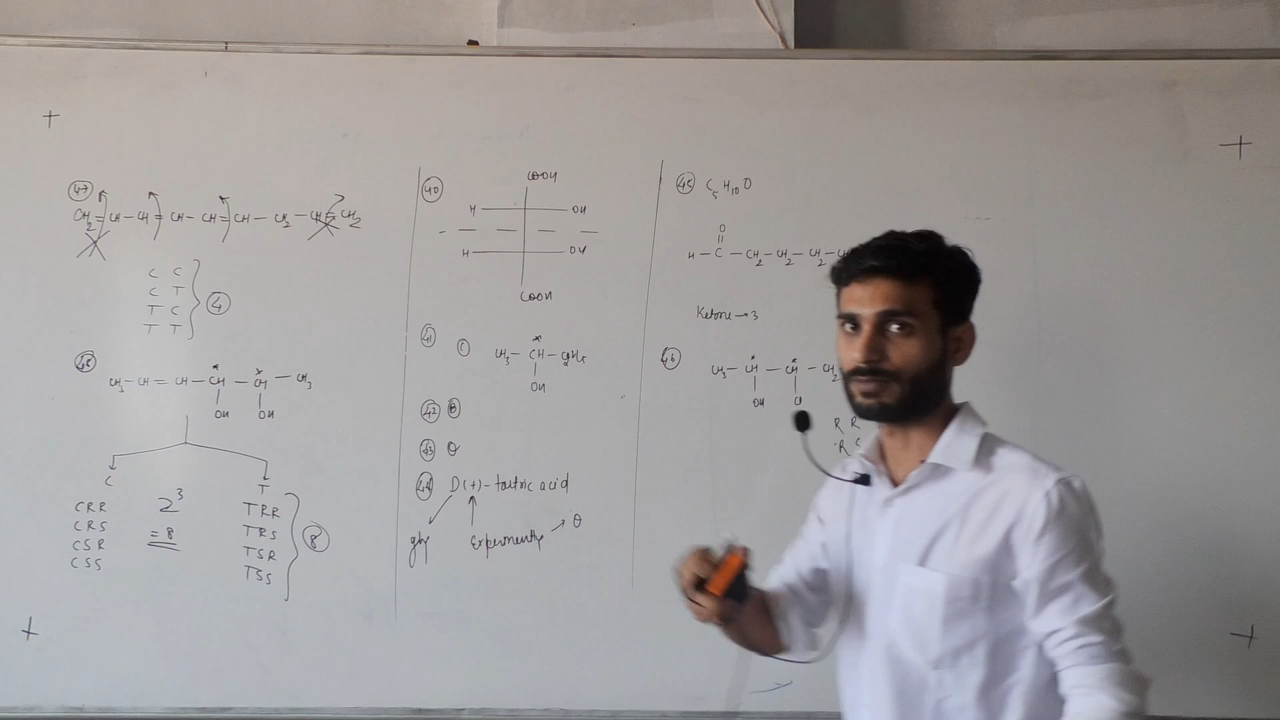 47
CH2=CH-CH=CH-CH=CH-CH2-CH=CH2
C C
C T
T C
T T
4
48
CH3-CH=CH-CH-CH-CH3
* *
OH OH
C T
CRR
CRS
CSR
CSS
2^3
= 8
TRR
TRS
TSR
TSS
8
40
COOH
H OH
H OH
COOH
41 C
*
CH3-CH-C2H5
OH
42 B
43
44 D(+)-tartric acid
Experimentally → θ
45 C5H10O
O
H-C-CH2-CH2-CH2
Ketone → 3
46
* *
CH3-CH-CH-CH2
OH Cl
R R
R